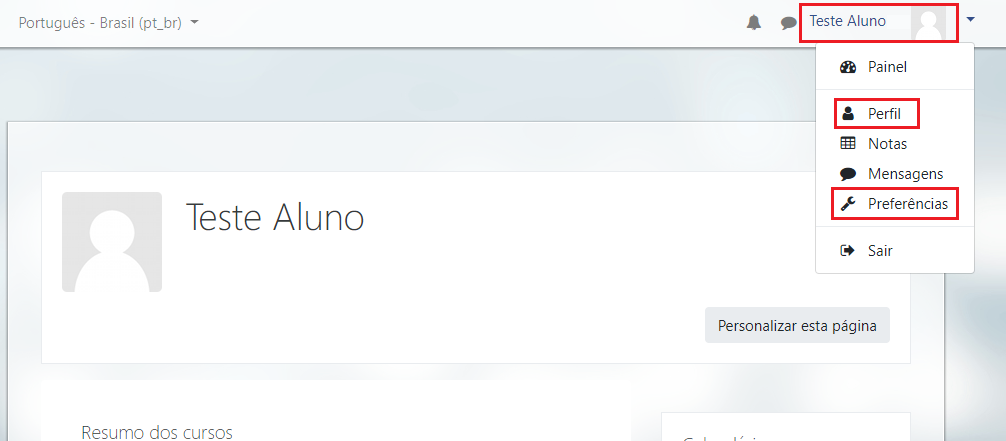 Português - Brasil (pt_br)
Teste Aluno
Painel
Perfil
Notas
Mensagens
Preferências
Sair
Teste Aluno
Personalizar esta página
Resumo dos cursos